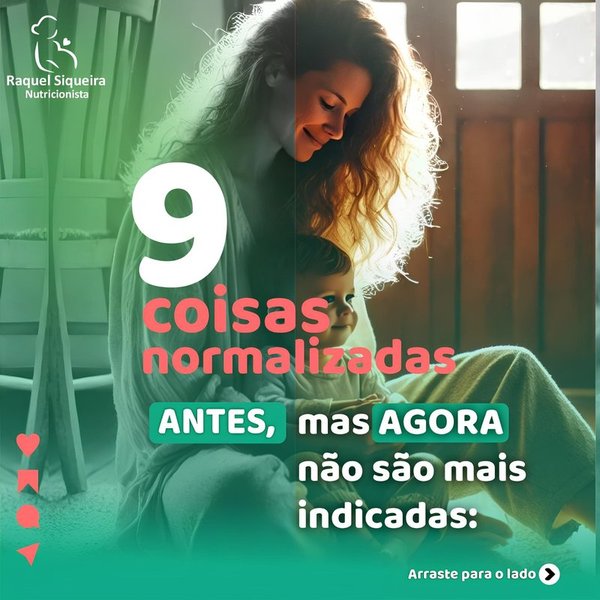 Raquel Siqueira
Nutricionista
9
coisas
normalizadas
ANTES, mas AGORA
não são mais
indicadas:
Arraste para o lado